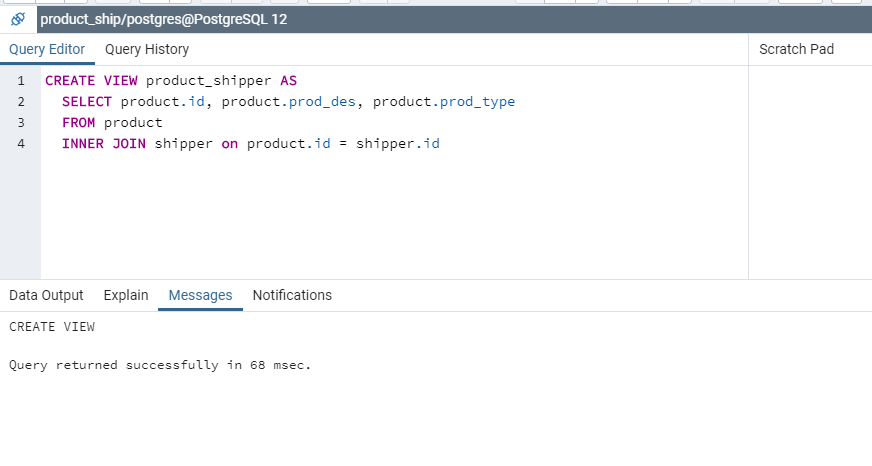 product_ship/postgres@PostgreSQL 12
Query Editor Query History Scratch Pad
1 CREATE VIEW product_shipper AS
2 SELECT product.id, product.prod_des, product.prod_type
3 FROM product
4 INNER JOIN shipper on product.id = shipper.id
Data Output Explain Messages Notifications
CREATE VIEW
Query returned successfully in 68 msec.